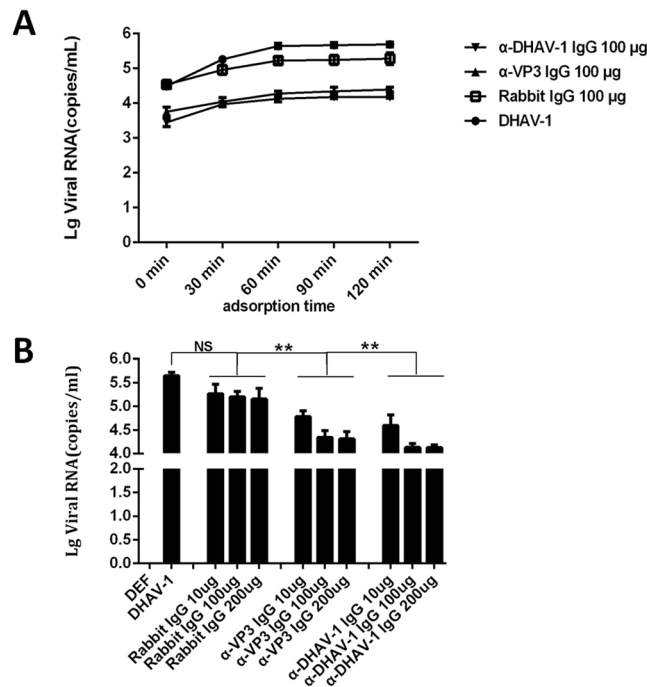 A
Lg Viral RNA(copies/mL)
6
5
4
3
2
1
0
0 min
30 min
60 min
90 min
120 min
adsorption time
α-DHAV-1 IgG 100 μg
α-VP3 IgG 100 μg
Rabbit IgG 100 μg
DHAV-1
B
Lg Viral RNA(copies/ml)
NS
**
**
6.0
5.5
5.0
4.5
4.0
2.0
1.5
1.0
0.5
0.0
DEF
DHAV-1
Rabbit IgG 10ug
Rabbit IgG 100ug
Rabbit IgG 200ug
α-VP3 IgG 10ug
α-VP3 IgG 100ug
α-VP3 IgG 200ug
α-DHAV-1 IgG 10ug
α-DHAV-1 IgG 100ug
α-DHAV-1 IgG 200ug